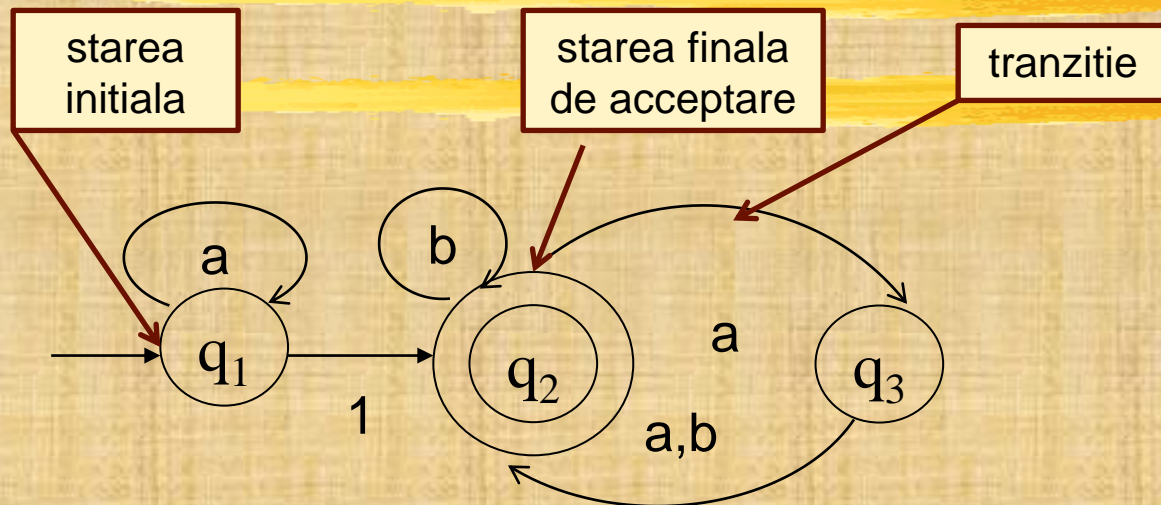 starea
initiala
starea finala
de acceptare
tranzitie
a
b
q₁
1
q₂
a
a,b
q₃